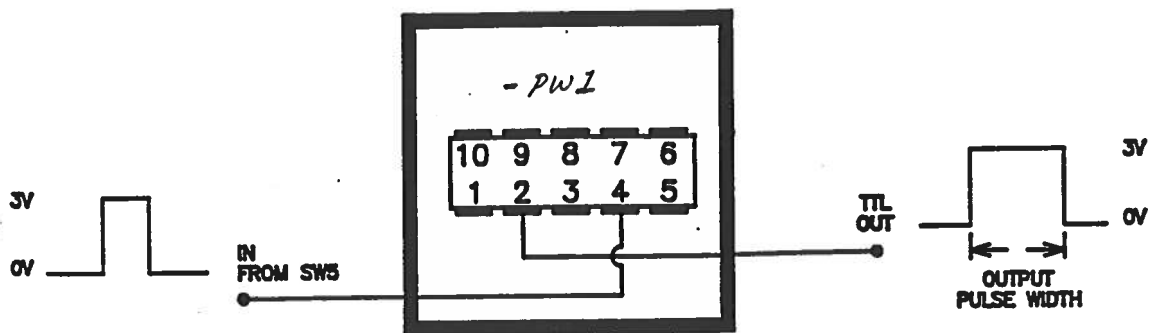 - PW1
10 9 8 7 6
1 2 3 4 5
3V
0V
IN
FROM SW5
TTL
OUT
3V
0V
OUTPUT
PULSE WIDTH